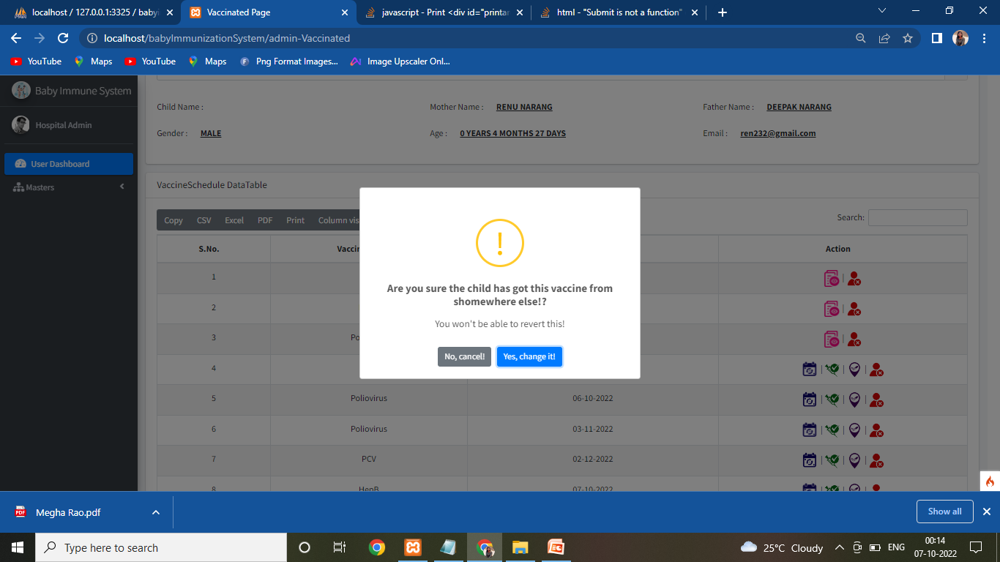 localhost / 127.0.0.1:3325 / babyi
Vaccinated Page
javascript - Print <div id="printar
html - "Submit is not a function"
localhost/babyImmunizationSystem/admin-Vaccinated
YouTube Maps YouTube Maps Png Format Images... Image Upscaler Onl...
Baby Immune System
Hospital Admin
User Dashboard
Masters
Child Name : Mother Name : RENU NARANG Father Name : DEEPAK NARANG
Gender : MALE Age : 0 YEARS 4 MONTHS 27 DAYS Email : ren232@gmail.com
VaccineSchedule DataTable
Copy CSV Excel PDF Print Column vis Search:
S.No. Vaccin Action
1
2
3 Po
4
5 Poliovirus 06-10-2022
6 Poliovirus 03-11-2022
7 PCV 02-12-2022
8 HepB 07-10-2022
!
Are you sure the child has got this vaccine from
shomewhere else!?
You won't be able to revert this!
No, cancel! Yes, change it!
PDF Megha Rao.pdf Show all
Type here to search
25°C Cloudy ENG 00:14
07-10-2022